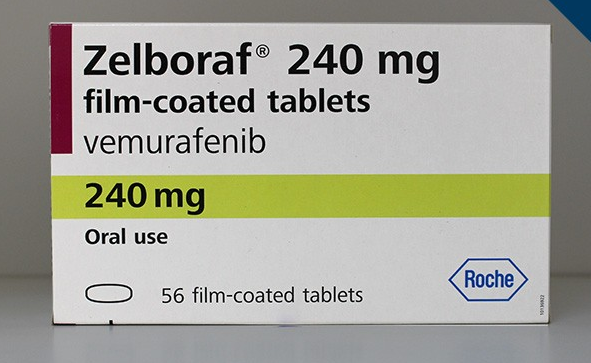 Zelboraf® 240 mg
film-coated tablets
vemurafenib
240 mg
Oral use
56 film-coated tablets
Roche